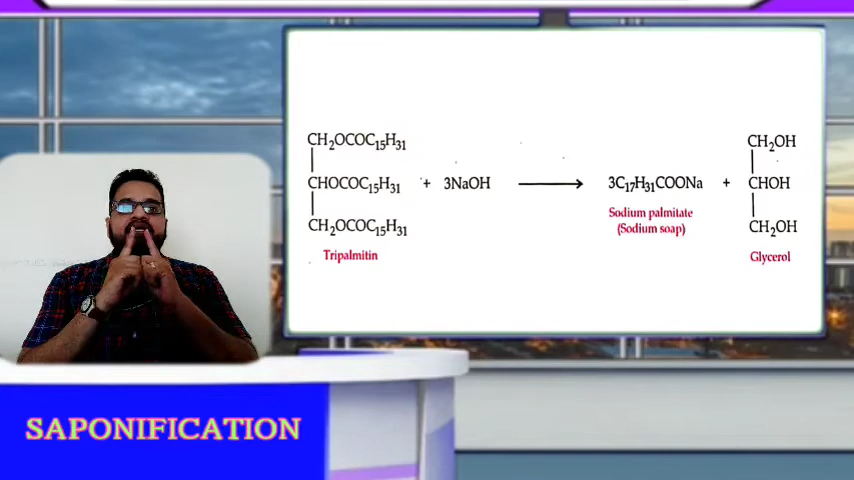 CH₂OCOC₁₅H₃₁
CHOCOC₁₅H₃₁ + 3NaOH ⟶ 3C₁₇H₃₁COONa + CHOH
CH₂OCOC₁₅H₃₁
Tripalmitin
Sodium palmitate
(Sodium soap)
CH₂OH
CH₂OH
Glycerol
SAPONIFICATION